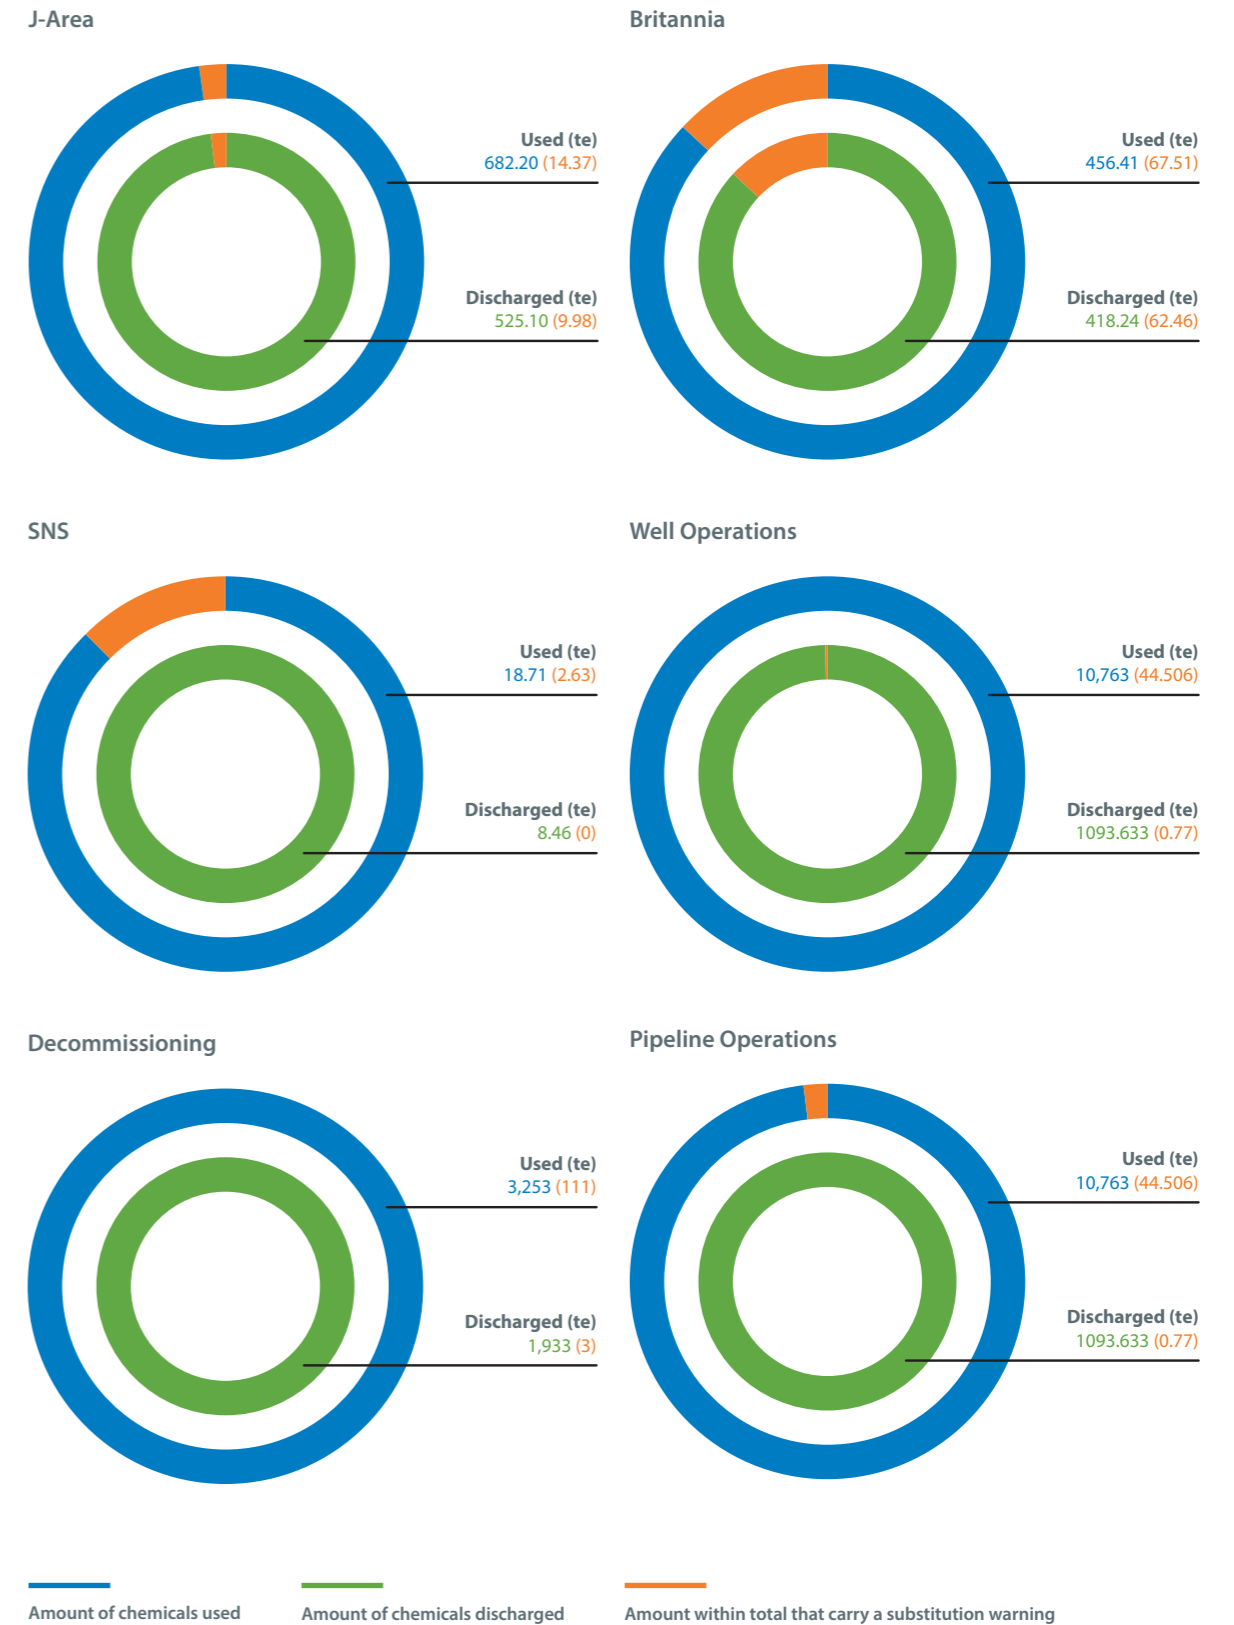 J-Area
Used (te)
682.20 (14.37)
Discharged (te)
525.10 (9.98)
Britannia
Used (te)
456.41 (67.51)
Discharged (te)
418.24 (62.46)
SNS
Used (te)
18.71 (2.63)
Discharged (te)
8.46 (0)
Well Operations
Used (te)
10,763 (44.506)
Discharged (te)
1093.633 (0.77)
Decommissioning
Used (te)
3,253 (111)
Discharged (te)
1,933 (3)
Pipeline Operations
Used (te)
10,763 (44.506)
Discharged (te)
1093.633 (0.77)
Amount of chemicals used
Amount of chemicals discharged
Amount within total that carry a substitution warning